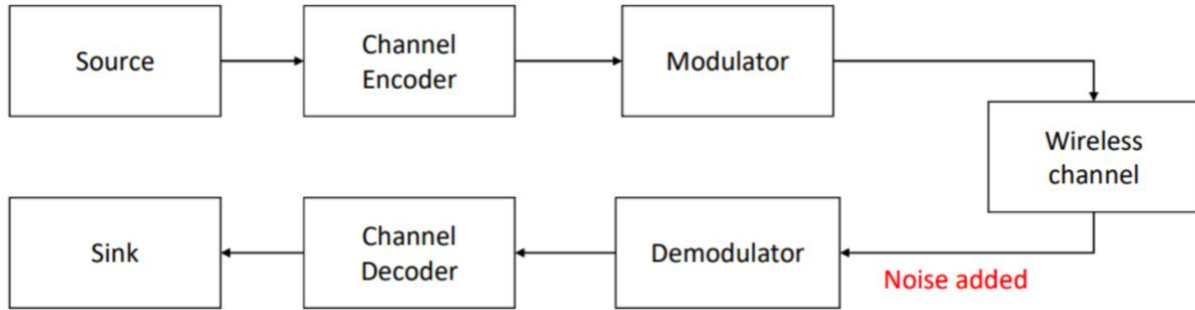 Source
Channel
Encoder
Modulator
Wireless
channel
Sink
Channel
Decoder
Demodulator
Noise added